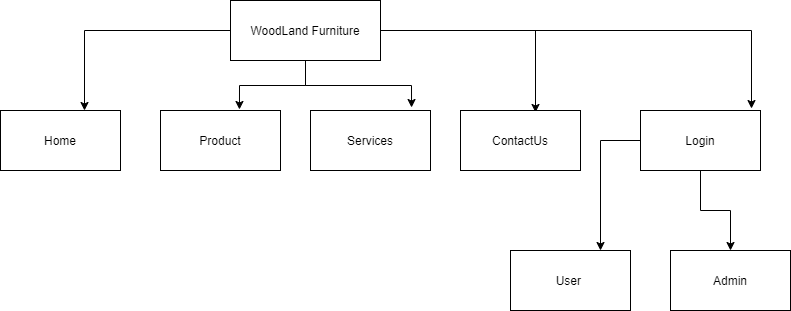 WoodLand Furniture
Home
Product
Services
ContactUs
Login
User
Admin